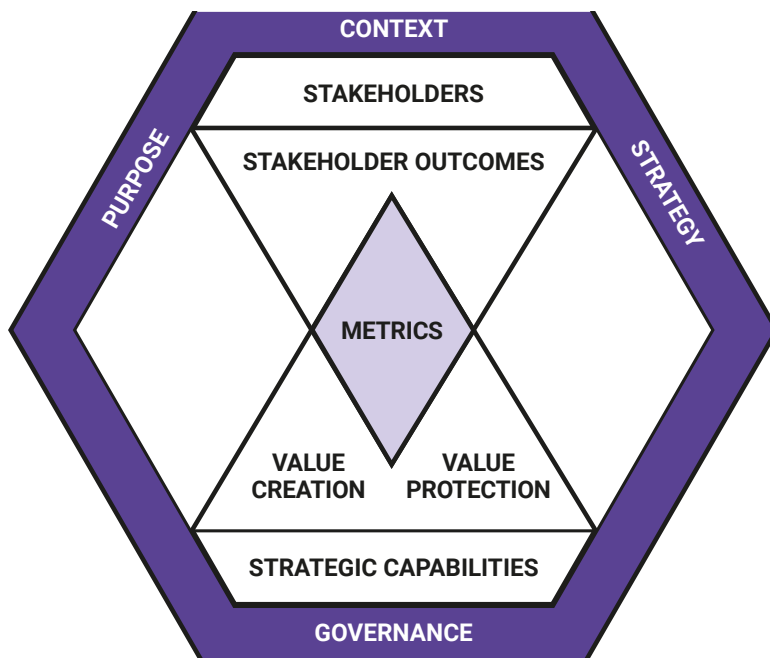 CONTEXT
STAKEHOLDERS
PURPOSE
STRATEGY
STAKEHOLDER OUTCOMES
METRICS
VALUE
CREATION
VALUE
PROTECTION
STRATEGIC CAPABILITIES
GOVERNANCE